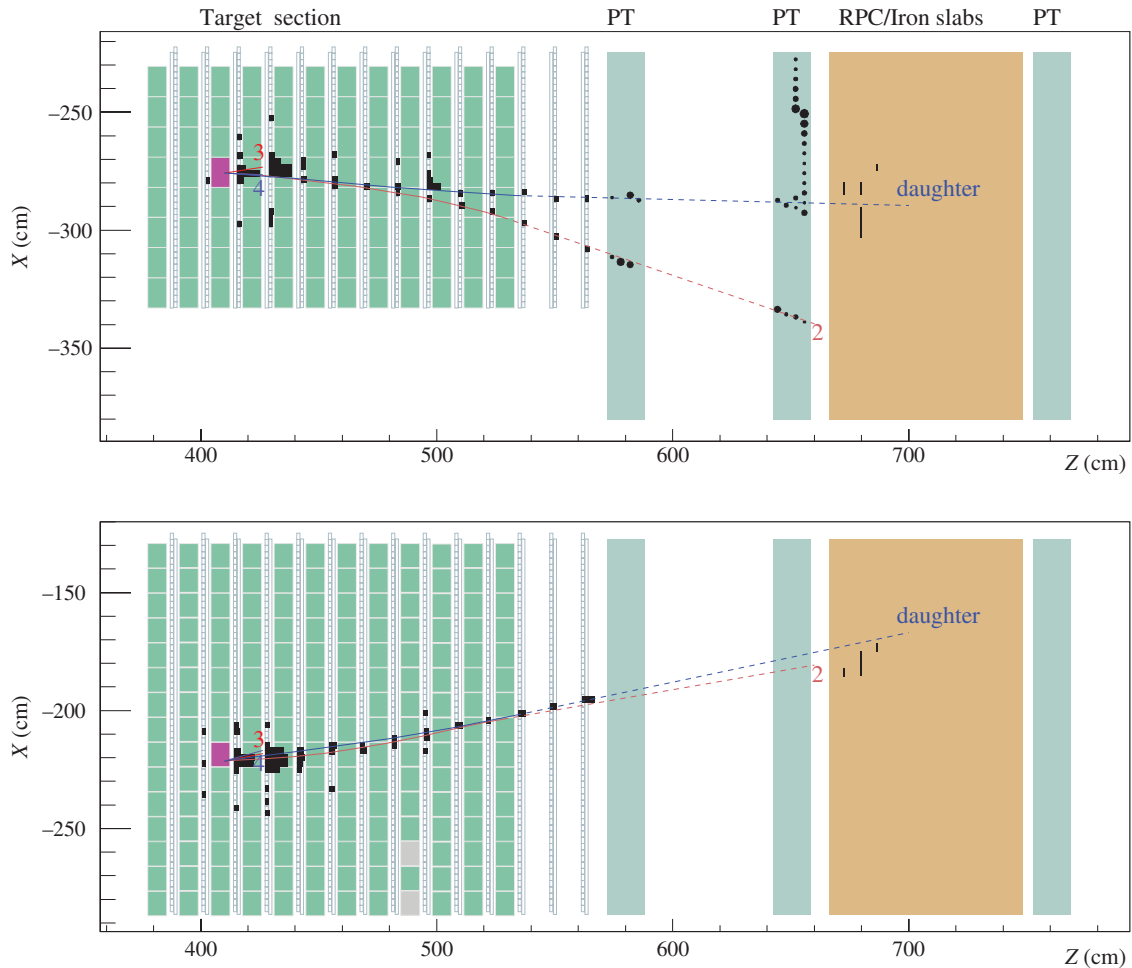 Target section PT PT RPC/Iron slabs PT
X (cm)
–250
–300
–350
3
4
daughter
2
400 500 600 700 Z (cm)
X (cm)
–150
–200
–250
daughter
2
3
4
400 500 600 700 Z (cm)